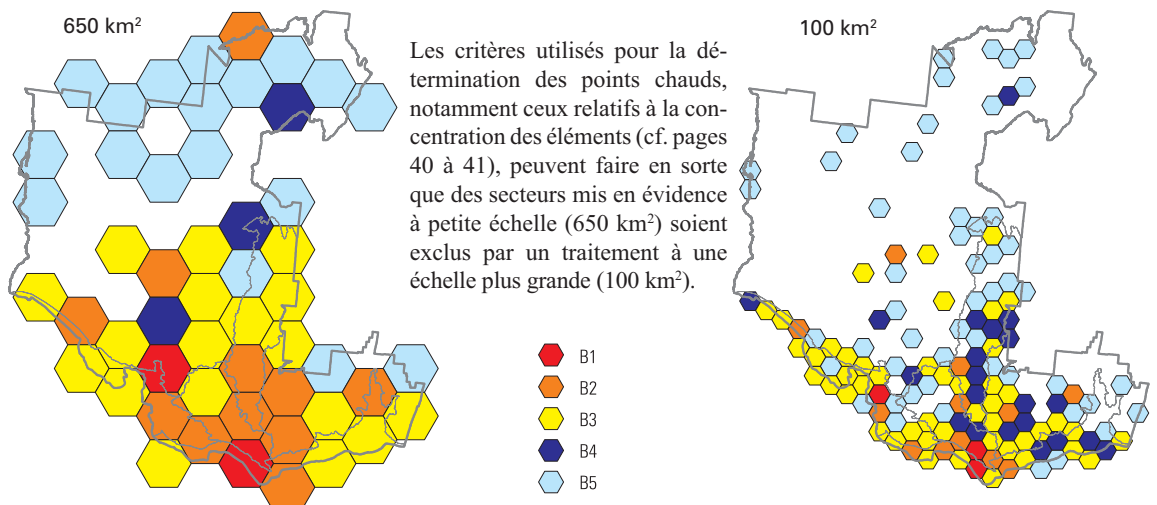 650 km²
Les critères utilisés pour la dé-
termination des points chauds,
notamment ceux relatifs à la con-
centration des éléments (cf. pages
40 à 41), peuvent faire en sorte
que des secteurs mis en évidence
à petite échelle (650 km²) soient
exclus par un traitement à une
échelle plus grande (100 km²).
B1
B2
B3
B4
B5
100 km²